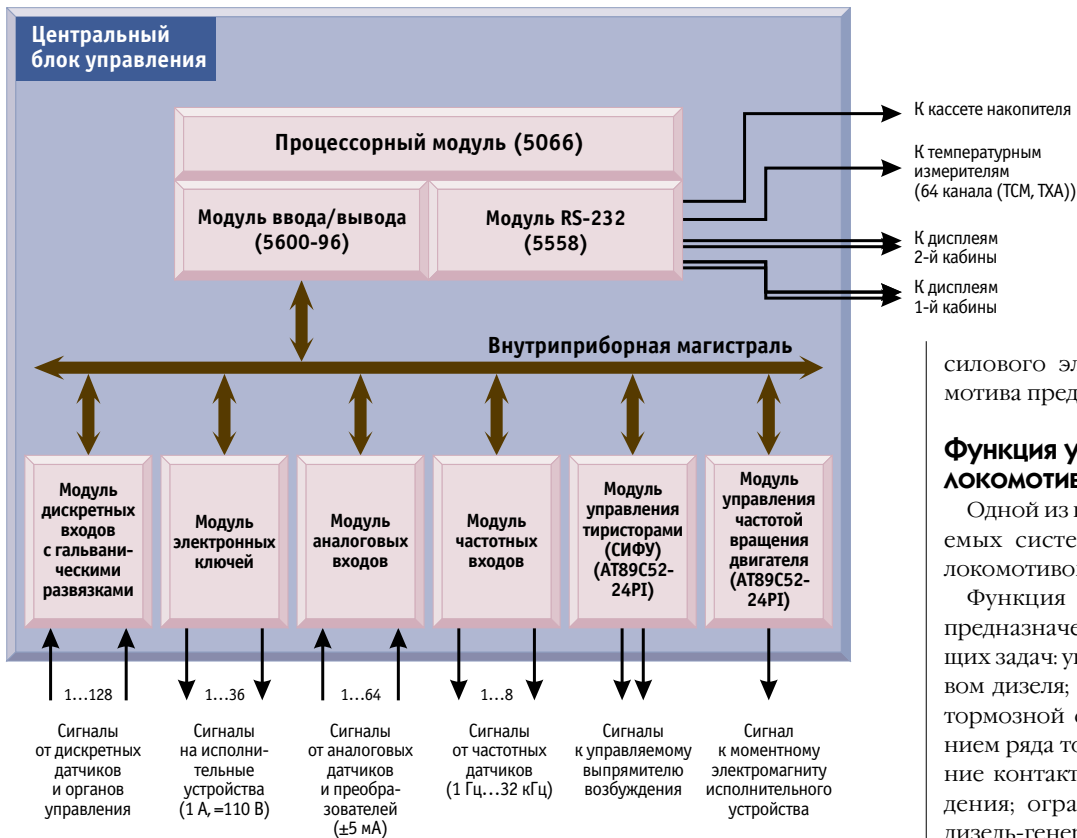 Центральный
блок управления
Процессорный модуль (5066)
Модуль ввода/вывода
(5600-96)
Модуль RS-232
(5558)
К кассете накопителя
К температурным
измерителям
(64 канала (ТСМ, ТХА))
К дисплеям
2-й кабины
К дисплеям
1-й кабины
Внутриприборная магистраль
Модуль
дискретных
входов
с гальвани-
ческими
развязками
Модуль
электронных
ключей
Модуль
аналоговых
входов
Модуль
частотных
входов
Модуль
управления
тиристорами
(СИФУ)
(AT89C52-
24PI)
Модуль
управления
частотой
вращения
двигателя
(AT89C52-
24PI)
1...128
1...36
1...64
1...8
Сигналы
от дискретных
датчиков
и органов
управления
Сигналы
на исполни-
тельные
устройства
(1 А, =110 В)
Сигналы
от аналоговых
датчиков
и преобра-
зователей
(±5 мА)
Сигналы
от частотных
датчиков
(1 Гц...32 кГц)
Сигналы
к управляемому
выпрямителю
возбуждения
Сигнал
к моментному
электромагниту
исполнительного
устройства
силового эл
мотива пред
Функция у
локомотив
Одной из
емых систе
локомотиво
Функция
предназначе
щих задач: у
вом дизеля;
тормозной
нием ряда то
ние контакт
дения; огра
дизель-гене